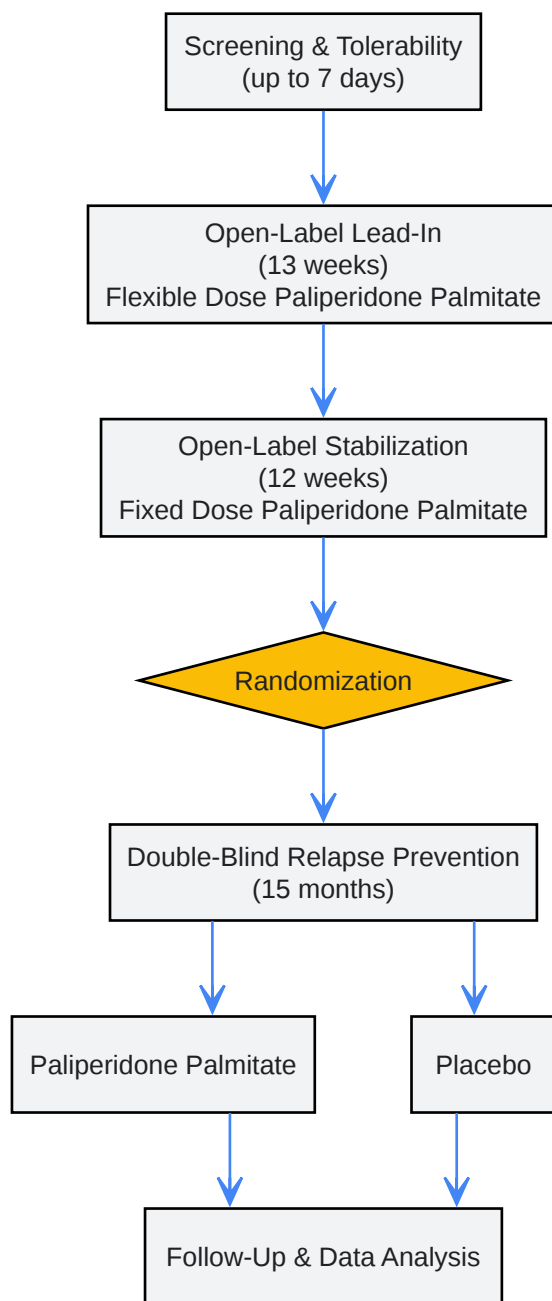 Screening & Tolerability
(up to 7 days)
Open-Label Lead-In
(13 weeks)
Flexible Dose Paliperidone Palmitate
Open-Label Stabilization
(12 weeks)
Fixed Dose Paliperidone Palmitate
Randomization
Double-Blind Relapse Prevention
(15 months)
Paliperidone Palmitate
Placebo
Follow-Up & Data Analysis